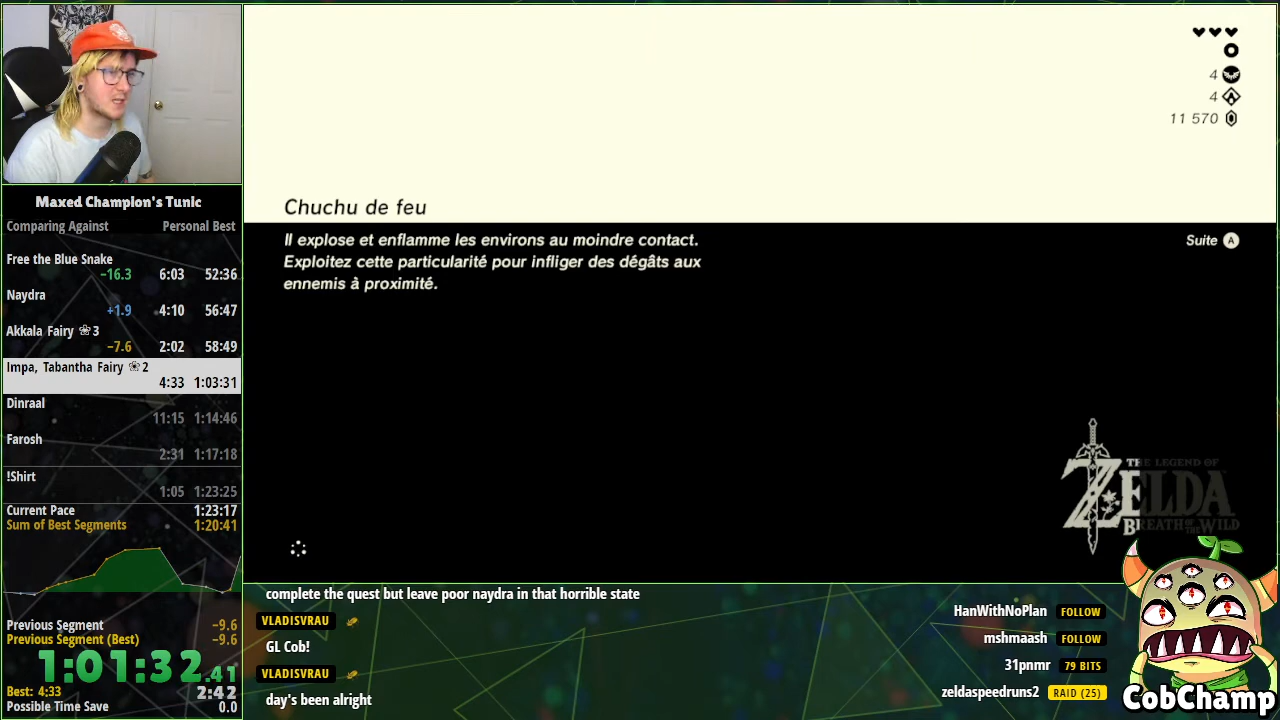 Maxed Champion's Tunic
Comparing Against Personal Best
Free the Blue Snake
−16.3 6:03 52:36
Naydra
+1.9 4:10 56:47
Akkala Fairy ❀3
−7.6 2:02 58:49
Impa, Tabantha Fairy ❀2
4:33 1:03:31
Dinraal
11:15 1:14:46
Farosh
2:31 1:17:18
!Shirt
1:05 1:23:25
Current Pace 1:23:17
Sum of Best Segments 1:20:41
Previous Segment −9.6
Previous Segment (Best) −9.6
1:01:32.41
Best: 4:33 2:42
Possible Time Save 0.0
4
4
11 570
Chuchu de feu
Il explose et enflamme les environs au moindre contact.
Exploitez cette particularité pour infliger des dégâts aux
ennemis à proximité.
Suite A
THE LEGEND OF
ZELDA
BREATH OF THE WILD
complete the quest but leave poor naydra in that horrible state
VLADISVRAU
GL Cob!
VLADISVRAU
day's been alright
HanWithNoPlan FOLLOW
mshmaash FOLLOW
31pnmr 79 BITS
zeldaspeedruns2 RAID (25)
CobChamp